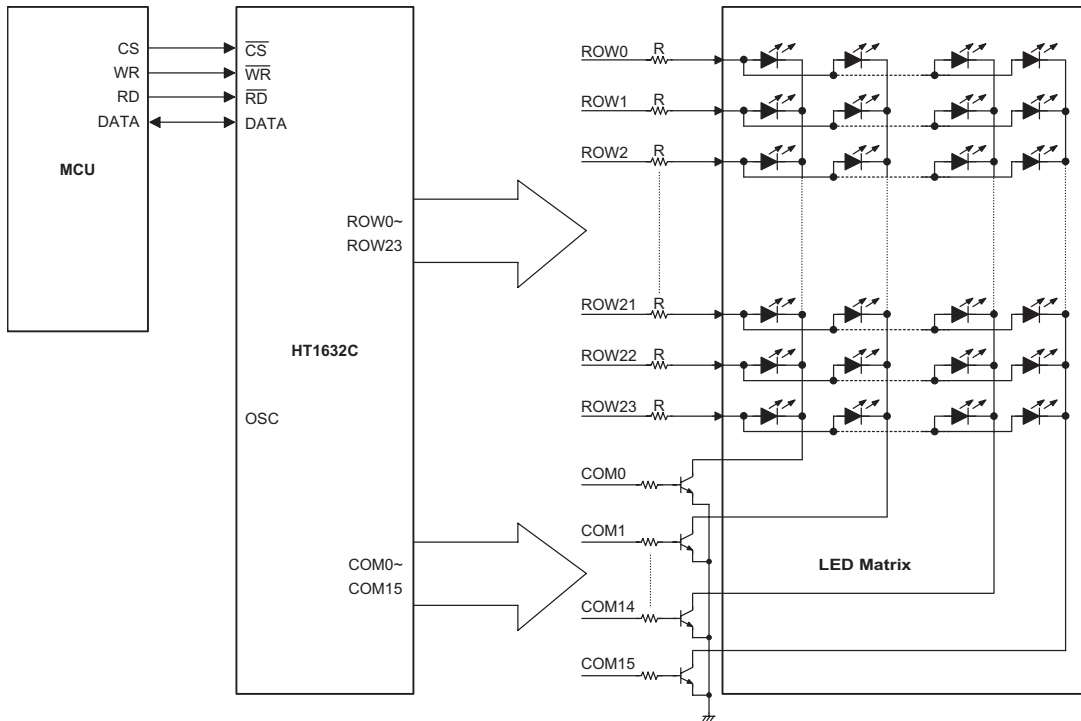 MCU
CS
WR
RD
DATA
CS
WR
RD
DATA
ROW0~
ROW23
HT1632C
OSC
COM0~
COM15
ROW0 R
ROW1 R
ROW2 R
ROW21 R
ROW22 R
ROW23 R
COM0
COM1
COM14
COM15
LED Matrix